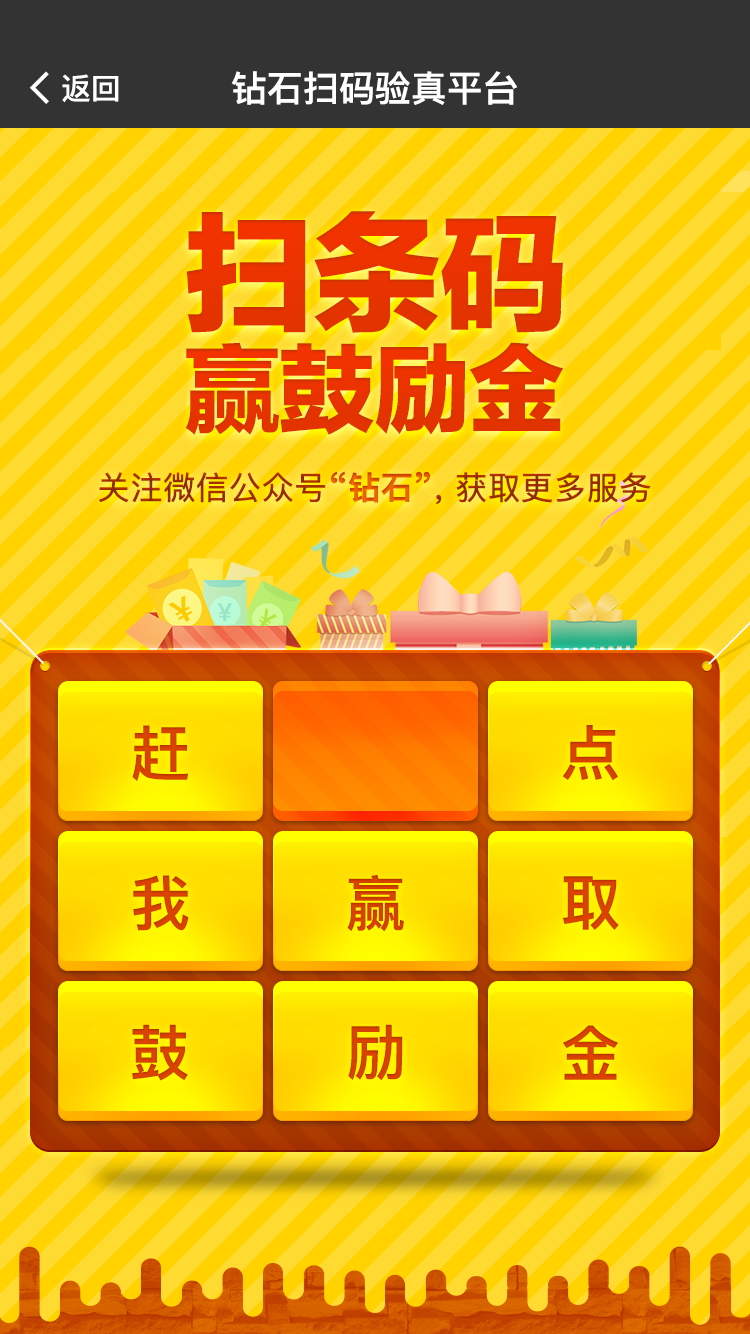 返回 钻石扫码验真平台
扫条码
赢鼓励金
关注微信公众号“钻石”, 获取更多服务
赶 点
我 赢 取
鼓 励 金